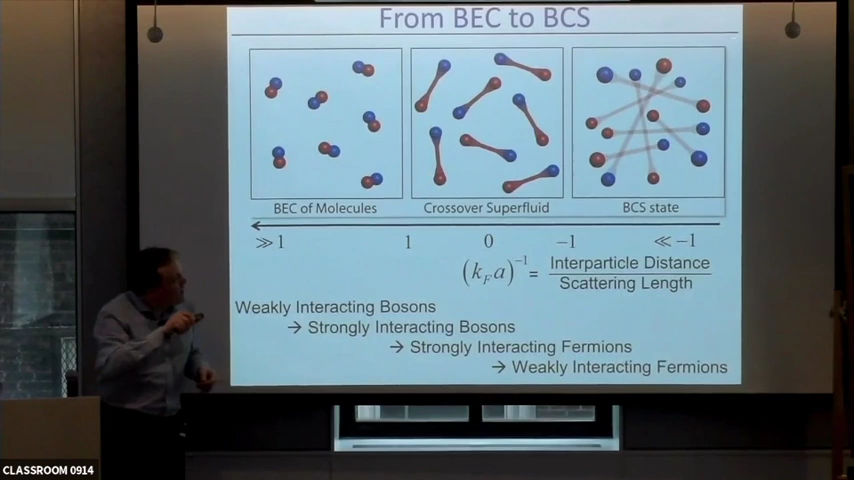 From BEC to BCS
BEC of Molecules Crossover Superfluid BCS state
≫1 1 0 −1 ≪ −1
(k_F a)^−1 = Interparticle Distance / Scattering Length
Weakly Interacting Bosons
→ Strongly Interacting Bosons
→ Strongly Interacting Fermions
→ Weakly Interacting Fermions
CLASSROOM 0914